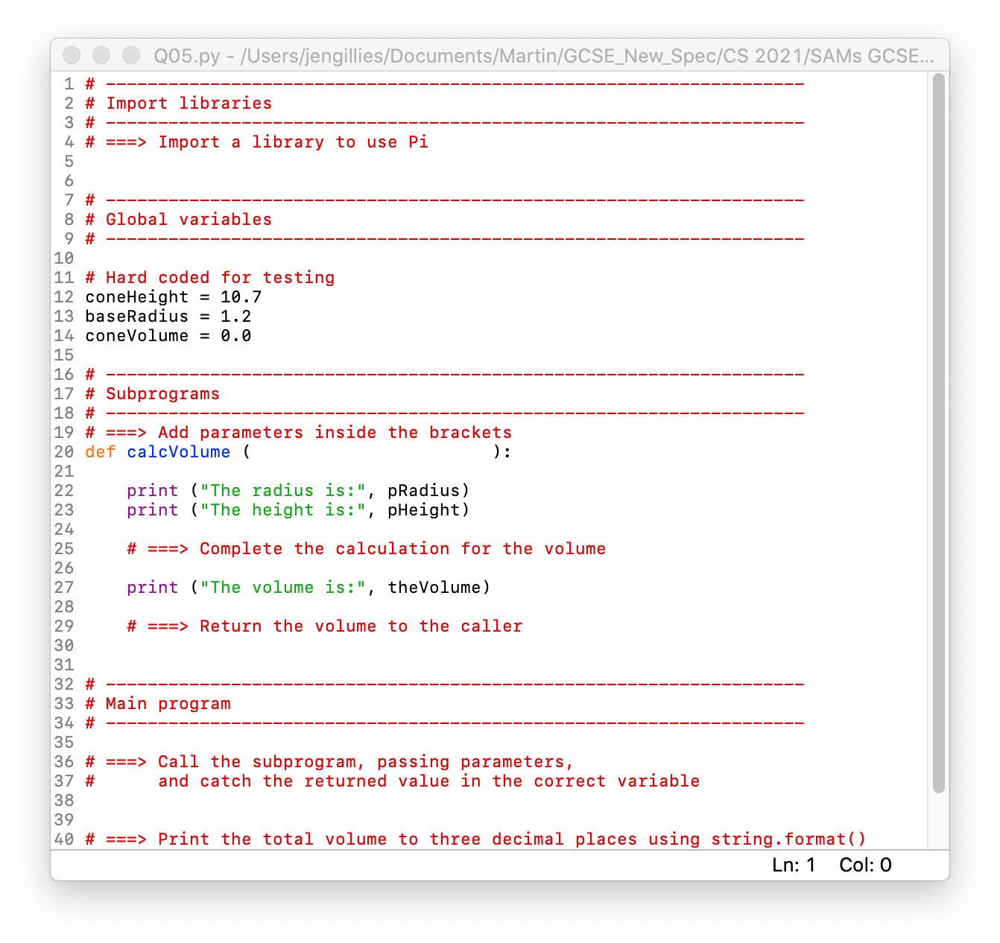 Q05.py - /Users/jengillies/Documents/Martin/GCSE_New_Spec/CS 2021/SAMs GCSE...
1 # -------------------------------------------------------------------
2 # Import libraries
3 # -------------------------------------------------------------------
4 # ===> Import a library to use Pi
5
6
7 # -------------------------------------------------------------------
8 # Global variables
9 # -------------------------------------------------------------------
10
11 # Hard coded for testing
12 coneHeight = 10.7
13 baseRadius = 1.2
14 coneVolume = 0.0
15
16 # -------------------------------------------------------------------
17 # Subprograms
18 # -------------------------------------------------------------------
19 # ===> Add parameters inside the brackets
20 def calcVolume (                       ):
21
22     print ("The radius is:", pRadius)
23     print ("The height is:", pHeight)
24
25     # ===> Complete the calculation for the volume
26
27     print ("The volume is:", theVolume)
28
29     # ===> Return the volume to the caller
30
31
32 # -------------------------------------------------------------------
33 # Main program
34 # -------------------------------------------------------------------
35
36 # ===> Call the subprogram, passing parameters,
37 #      and catch the returned value in the correct variable
38
39
40 # ===> Print the total volume to three decimal places using string.format()
Ln: 1 Col: 0